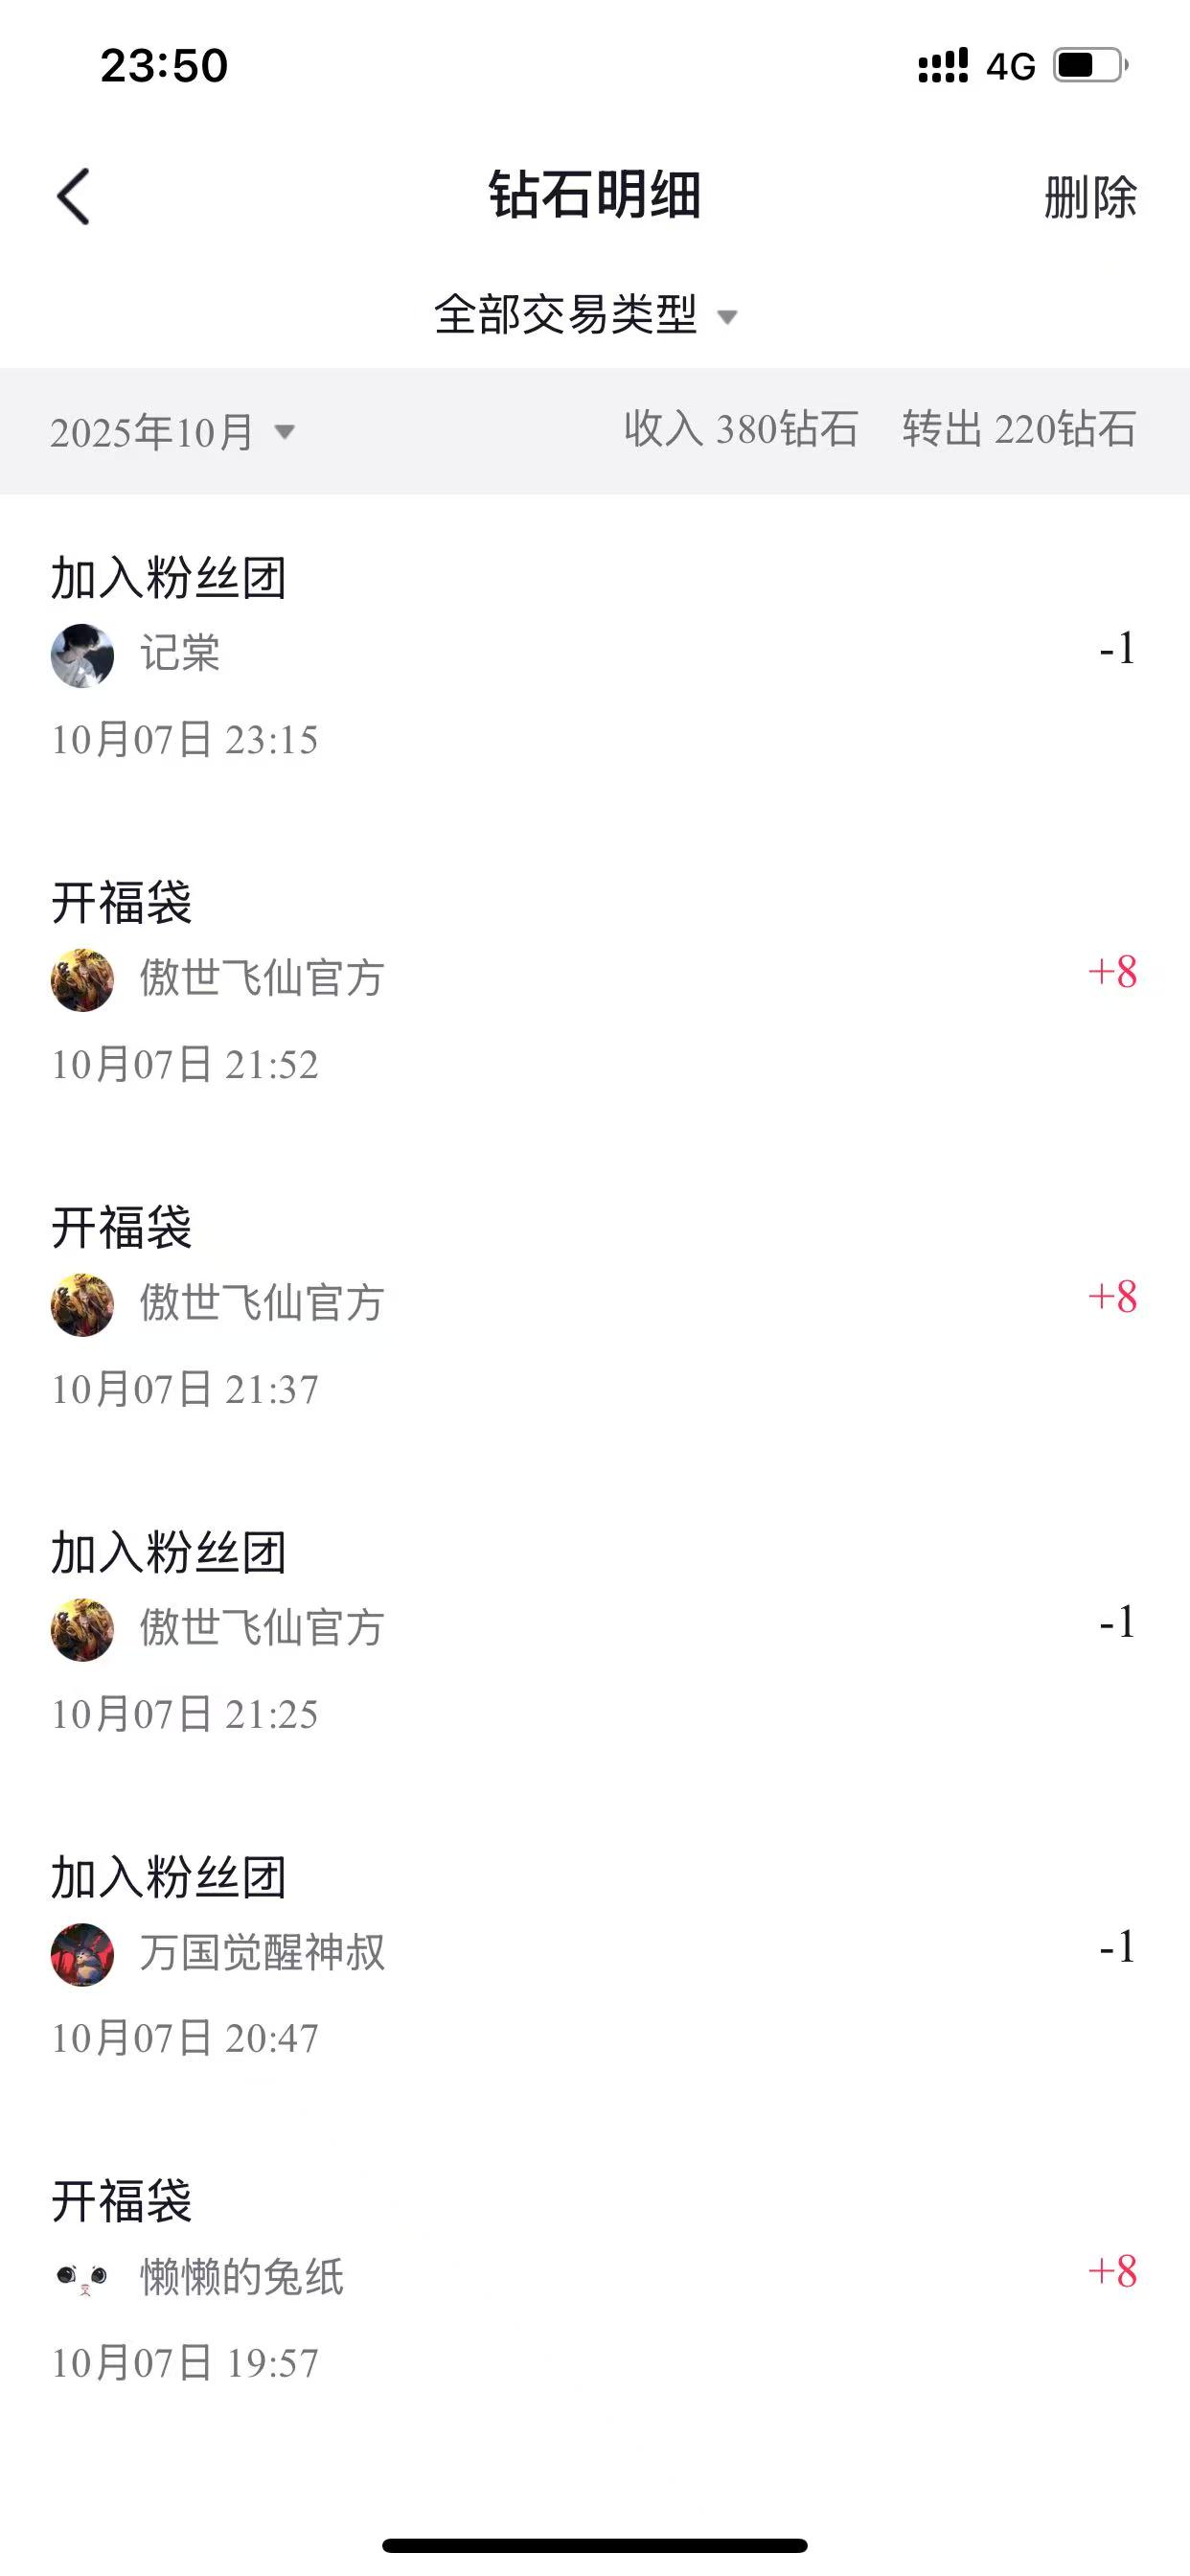 23:50
4G
钻石明细
删除
全部交易类型
2025年10月 收入 380钻石 转出 220钻石
加入粉丝团
记棠
-1
10月07日 23:15
开福袋
傲世飞仙官方
+8
10月07日 21:52
开福袋
傲世飞仙官方
+8
10月07日 21:37
加入粉丝团
傲世飞仙官方
-1
10月07日 21:25
加入粉丝团
万国觉醒神叔
-1
10月07日 20:47
开福袋
懒懒的兔纸
+8
10月07日 19:57